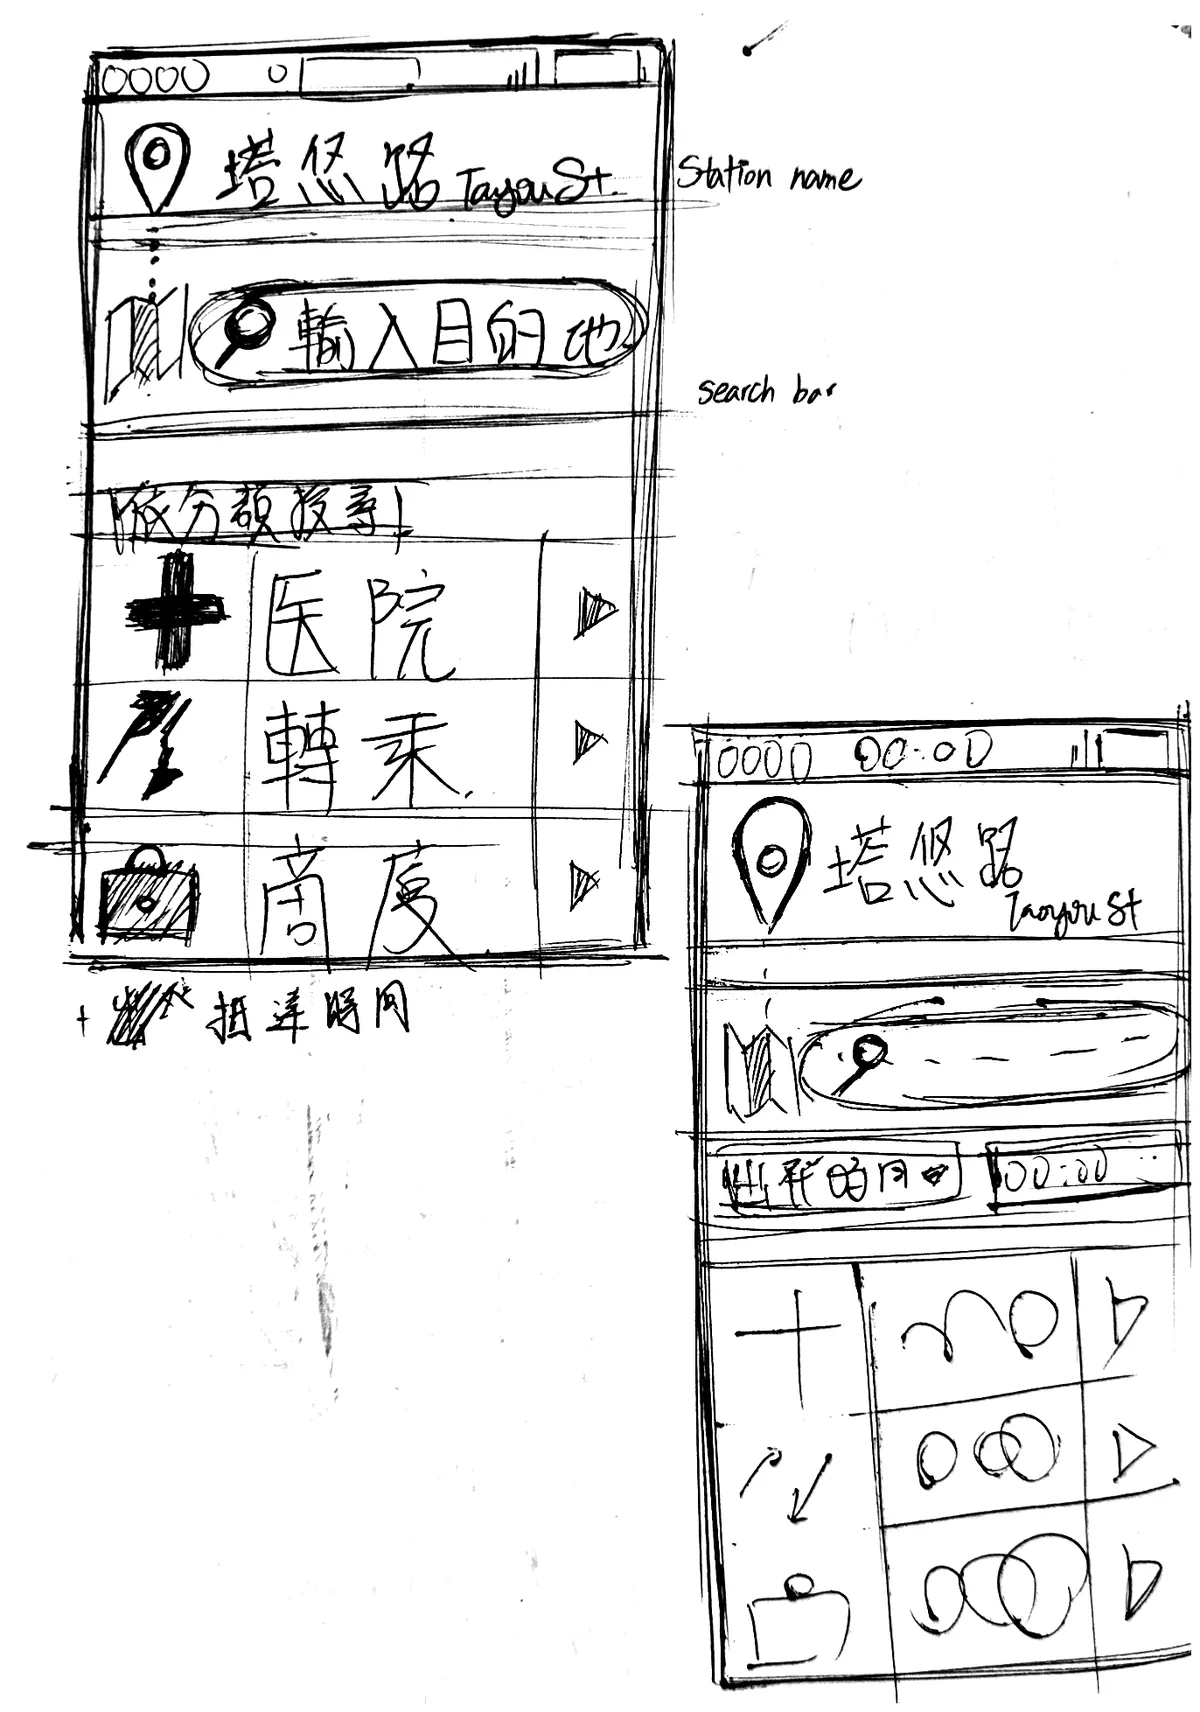 塔悠路 Tayou St.
Station name
輸入目的地
search bar
依分類搜尋
医院
轉乘
商度
+ 抵達時間
00:00
塔悠路
Taoyou St
出發時間
00:00